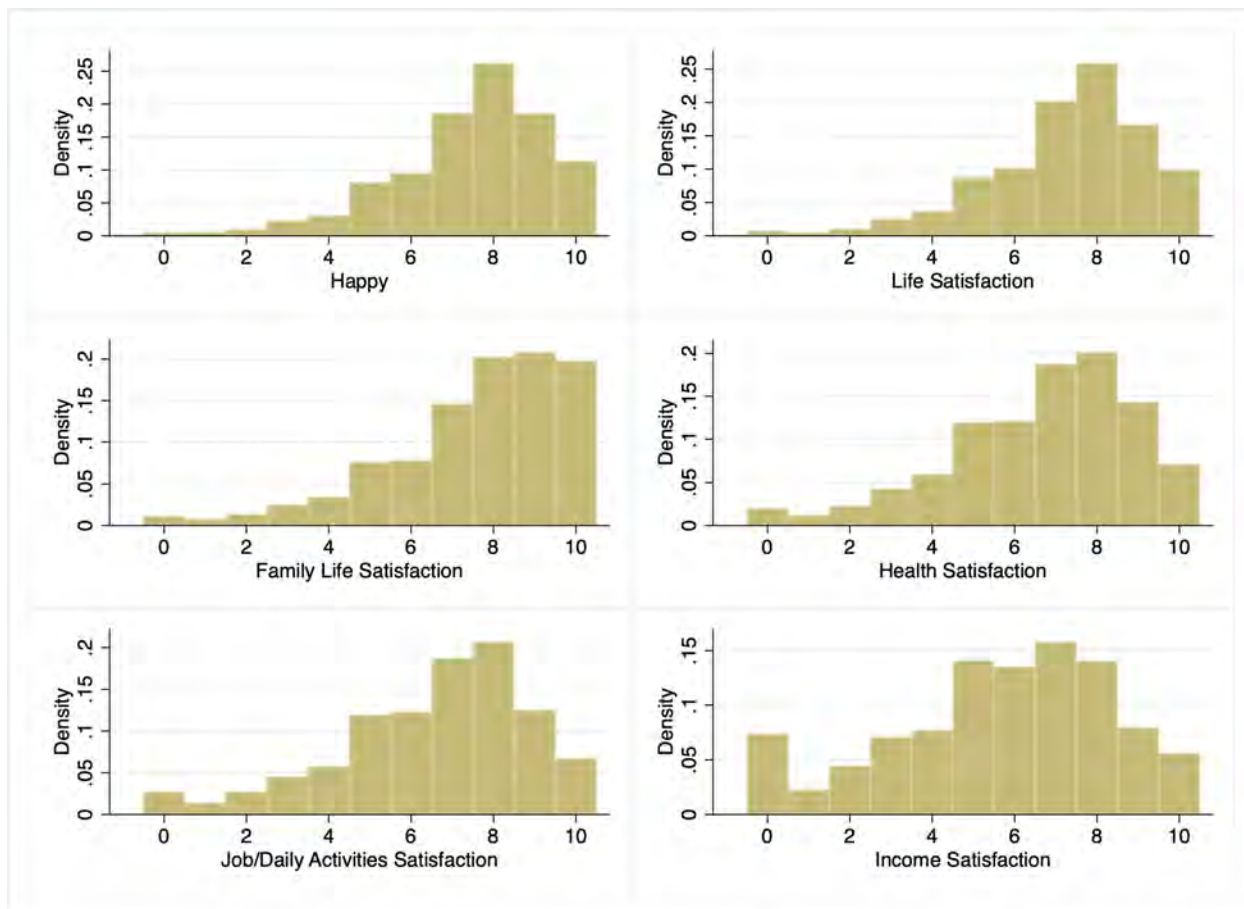 Density
0 .05 .1 .15 .2 .25
0 2 4 6 8 10
Happy
Density
0 .05 .1 .15 .2 .25
0 2 4 6 8 10
Life Satisfaction
Density
0 .05 .1 .15 .2
0 2 4 6 8 10
Family Life Satisfaction
Density
0 .05 .1 .15 .2
0 2 4 6 8 10
Health Satisfaction
Density
0 .05 .1 .15 .2
0 2 4 6 8 10
Job/Daily Activities Satisfaction
Density
0 .05 .1 .15
0 2 4 6 8 10
Income Satisfaction